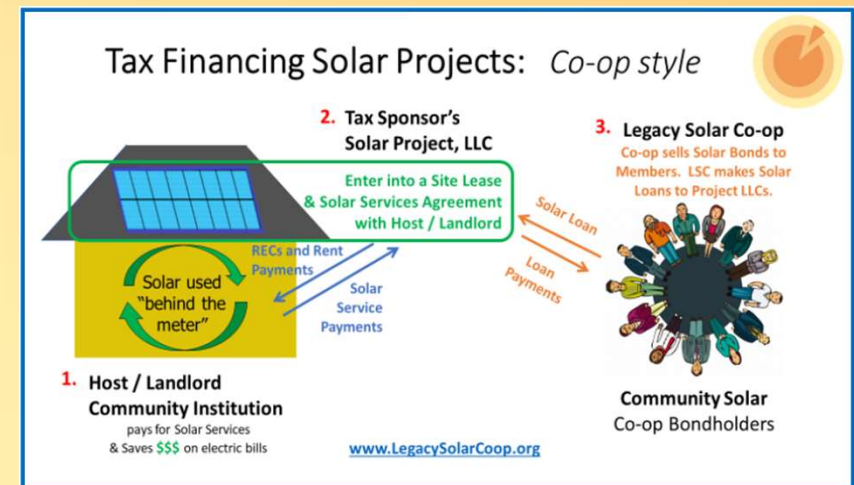 Tax Financing Solar Projects: Co-op style
2. Tax Sponsor's
Solar Project, LLC
Enter into a Site Lease
& Solar Services Agreement
with Host / Landlord
3. Legacy Solar Co-op
Co-op sells Solar Bonds to
Members. LSC makes Solar
Loans to Project LLCs.
Solar Loan
Loan
Payments
RECs and Rent
Payments
Solar
Service
Payments
Solar used
"behind the
meter"
1. Host / Landlord
Community Institution
pays for Solar Services
& Saves $$$ on electric bills
www.LegacySolarCoop.org
Community Solar
Co-op Bondholders